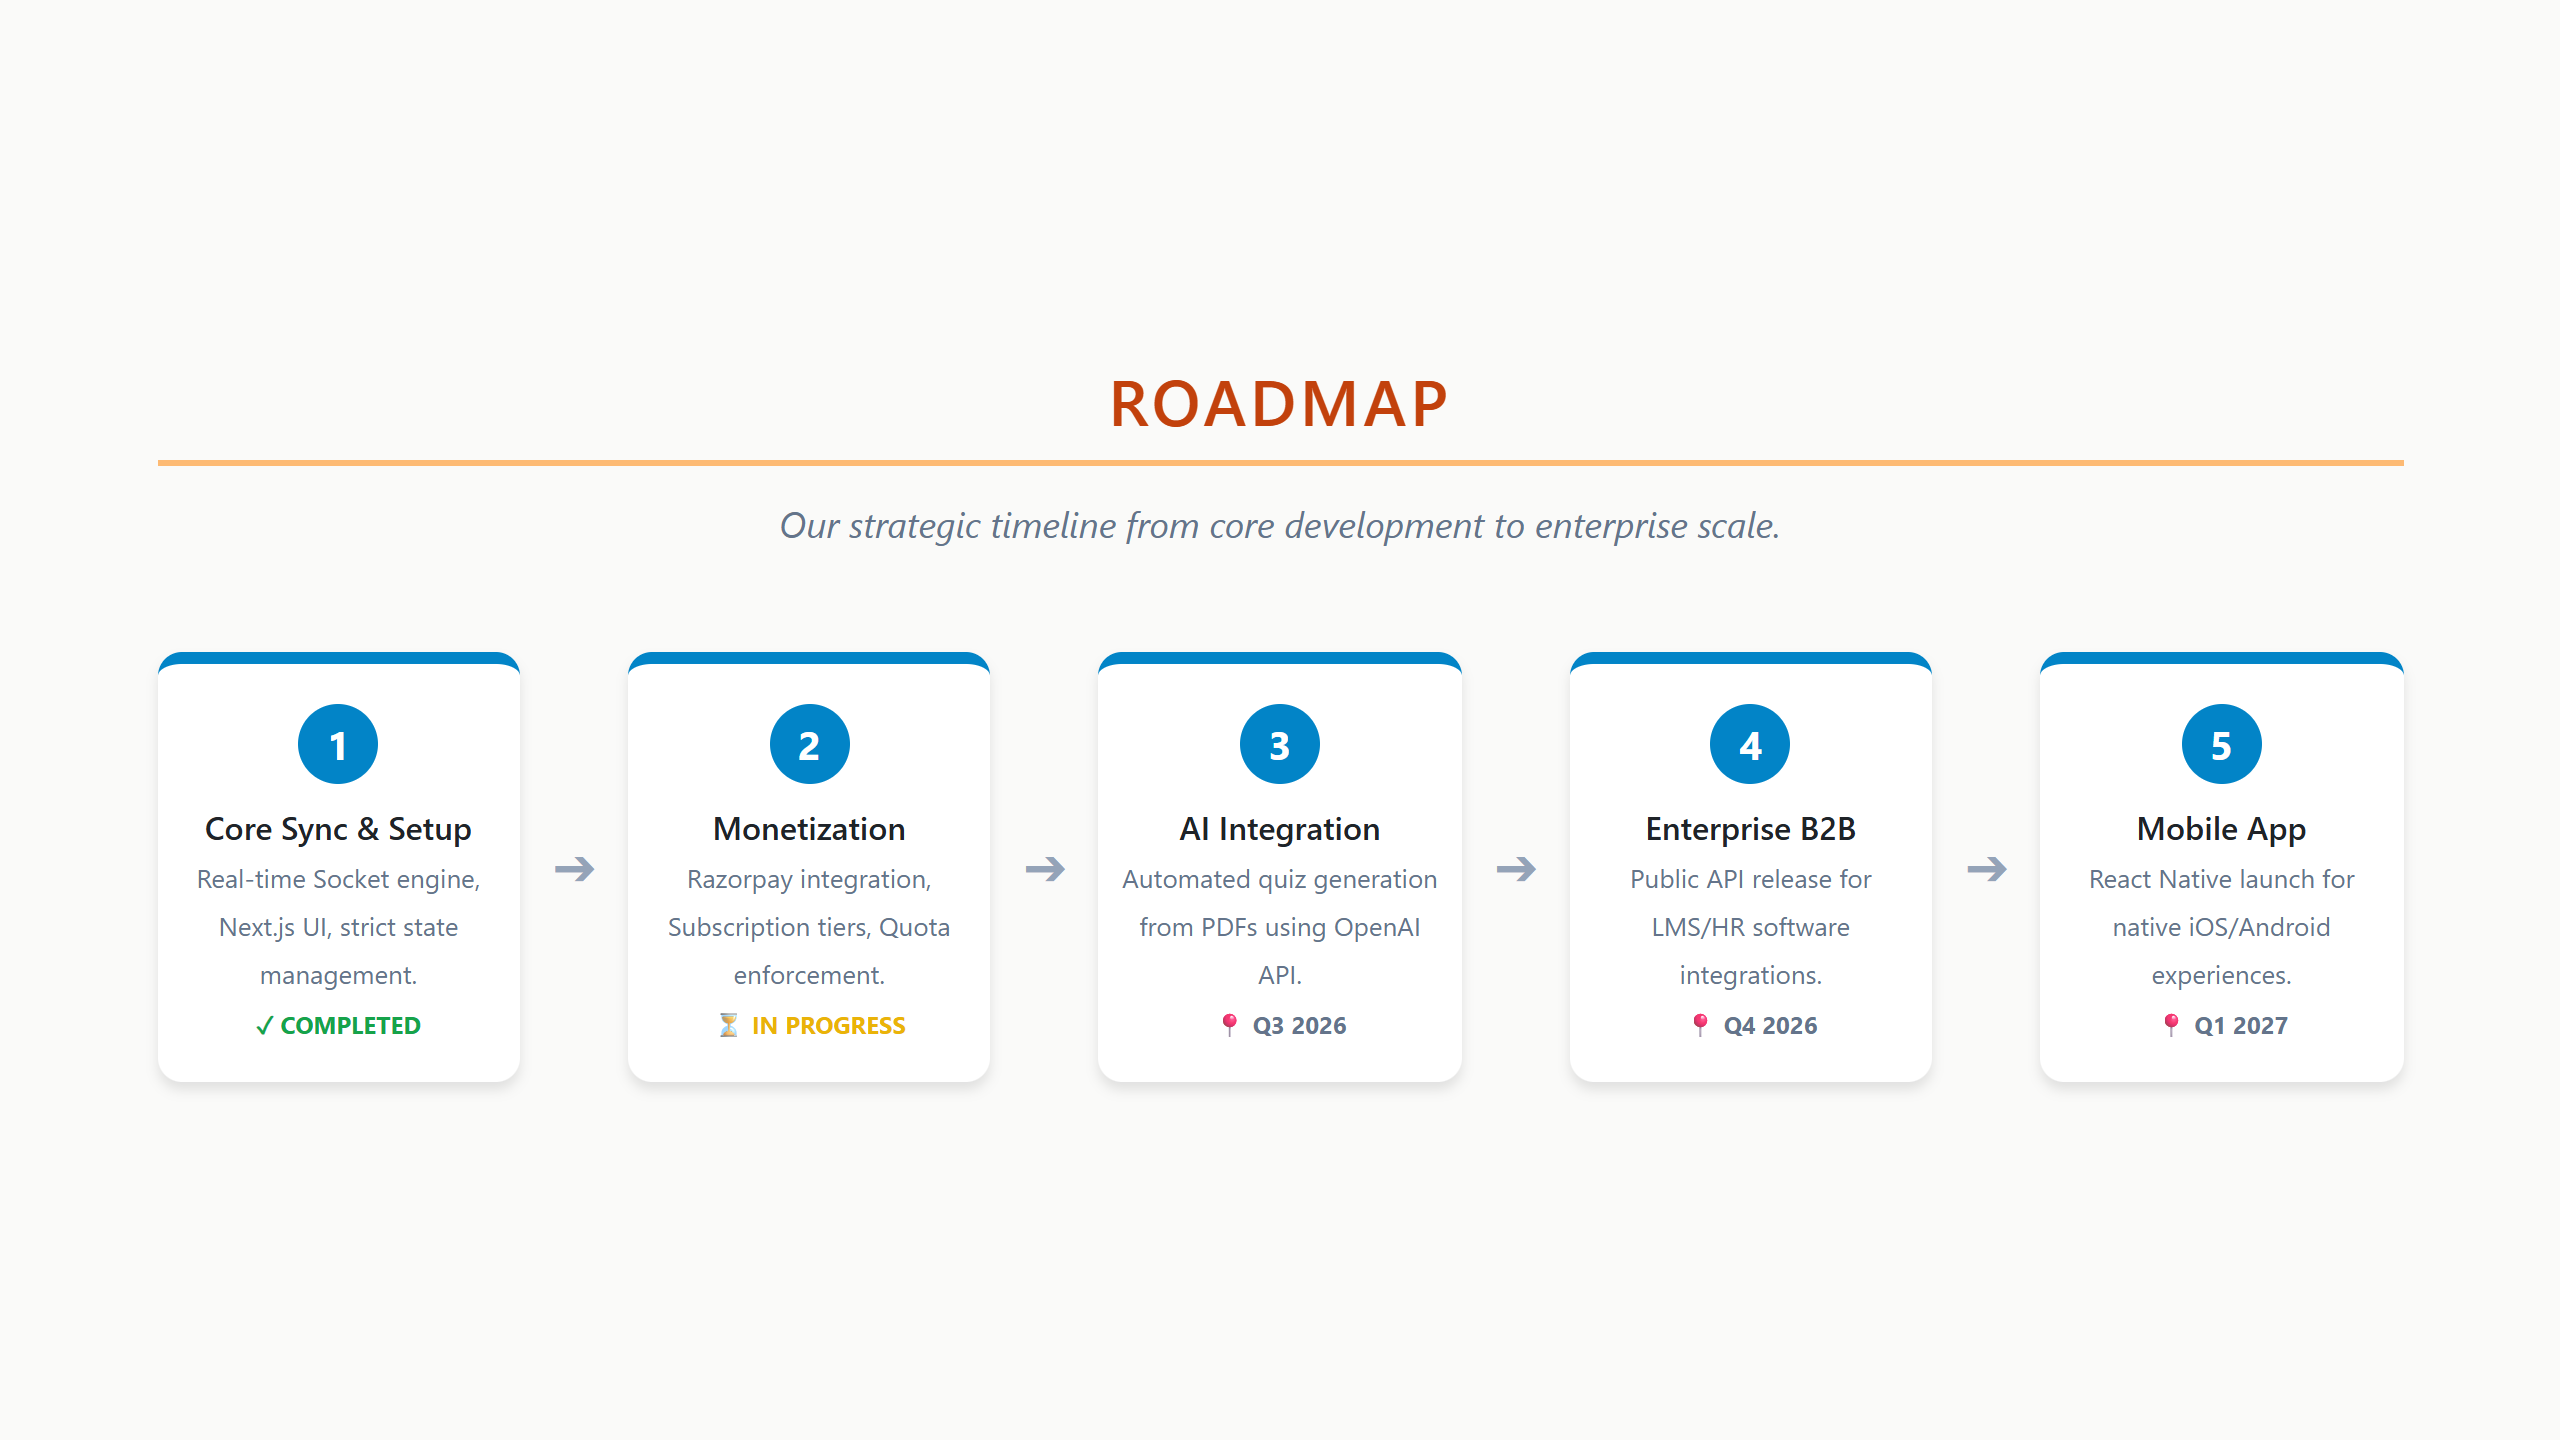 ROADMAP
Our strategic timeline from core development to enterprise scale.
1
Core Sync & Setup
Real-time Socket engine,
Next.js UI, strict state
management.
✓ COMPLETED
2
Monetization
Razorpay integration,
Subscription tiers, Quota
enforcement.
⏳ IN PROGRESS
3
AI Integration
Automated quiz generation
from PDFs using OpenAI
API.
📍 Q3 2026
4
Enterprise B2B
Public API release for
LMS/HR software
integrations.
📍 Q4 2026
5
Mobile App
React Native launch for
native iOS/Android
experiences.
📍 Q1 2027